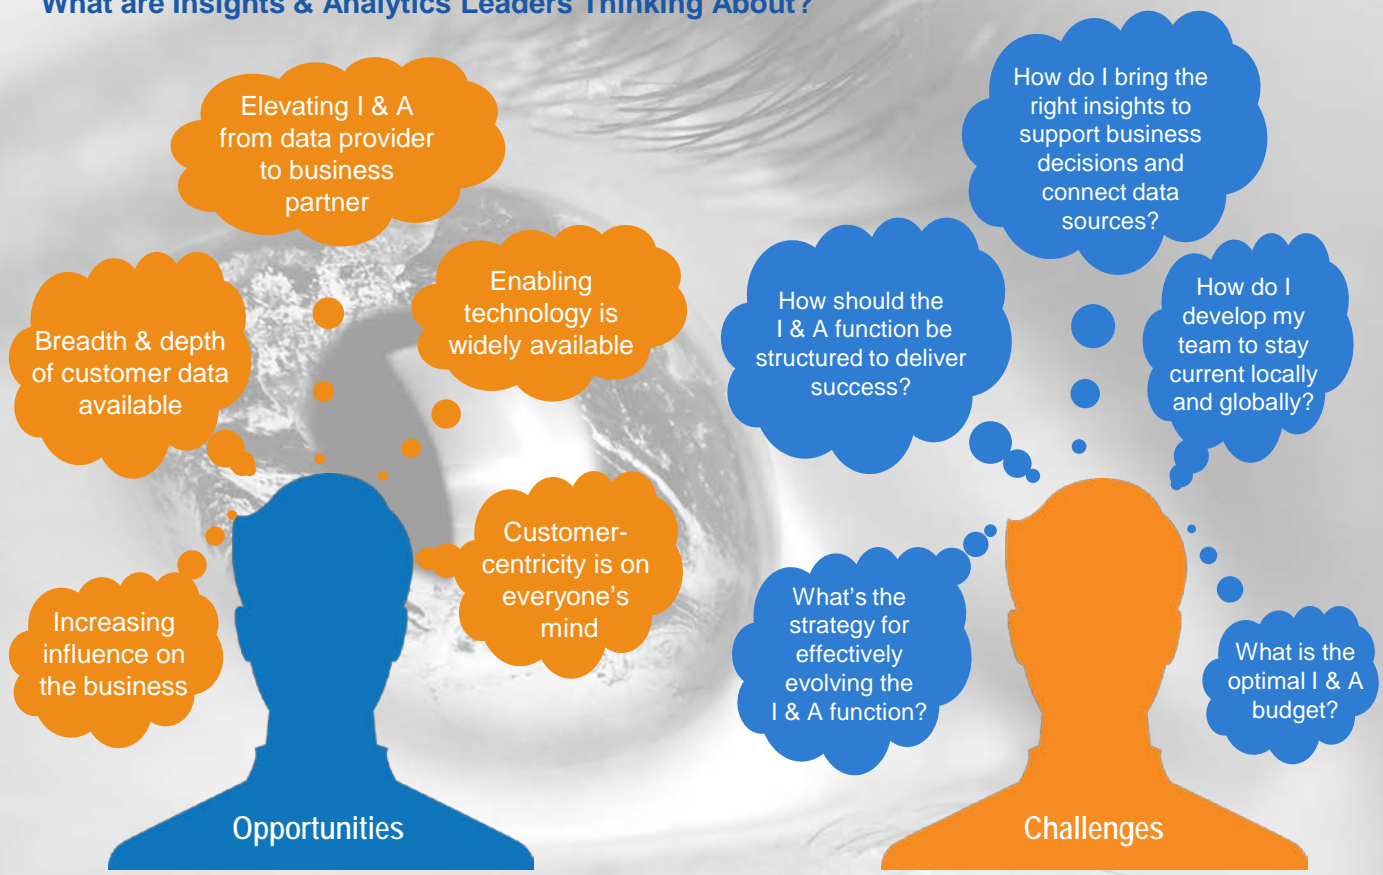 What are Insights & Analytics Leaders Thinking About?
Elevating I & A
from data provider
to business
partner
Breadth & depth
of customer data
available
Enabling
technology is
widely available
Customer-
centricity is on
everyone's
mind
Increasing
influence on
the business
Opportunities
How do I bring the
right insights to
support business
decisions and
connect data
sources?
How should the
I & A function be
structured to deliver
success?
How do I
develop my
team to stay
current locally
and globally?
What's the
strategy for
effectively
evolving the
I & A function?
What is the
optimal I & A
budget?
Challenges